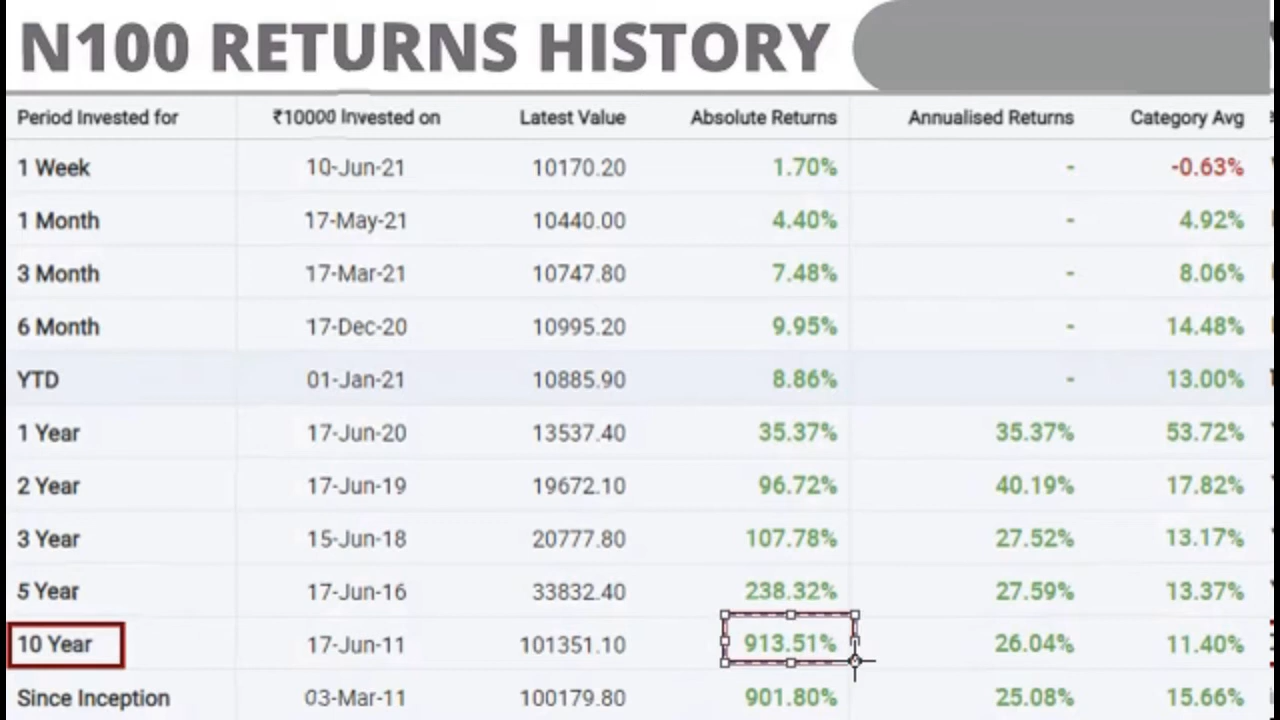 N100 RETURNS HISTORY
Period Invested for ₹10000 Invested on Latest Value Absolute Returns Annualised Returns Category Avg
1 Week 10-Jun-21 10170.20 1.70% - -0.63%
1 Month 17-May-21 10440.00 4.40% - 4.92%
3 Month 17-Mar-21 10747.80 7.48% - 8.06%
6 Month 17-Dec-20 10995.20 9.95% - 14.48%
YTD 01-Jan-21 10885.90 8.86% - 13.00%
1 Year 17-Jun-20 13537.40 35.37% 35.37% 53.72%
2 Year 17-Jun-19 19672.10 96.72% 40.19% 17.82%
3 Year 15-Jun-18 20777.80 107.78% 27.52% 13.17%
5 Year 17-Jun-16 33832.40 238.32% 27.59% 13.37%
10 Year 17-Jun-11 101351.10 913.51% 26.04% 11.40%
Since Inception 03-Mar-11 100179.80 901.80% 25.08% 15.66%